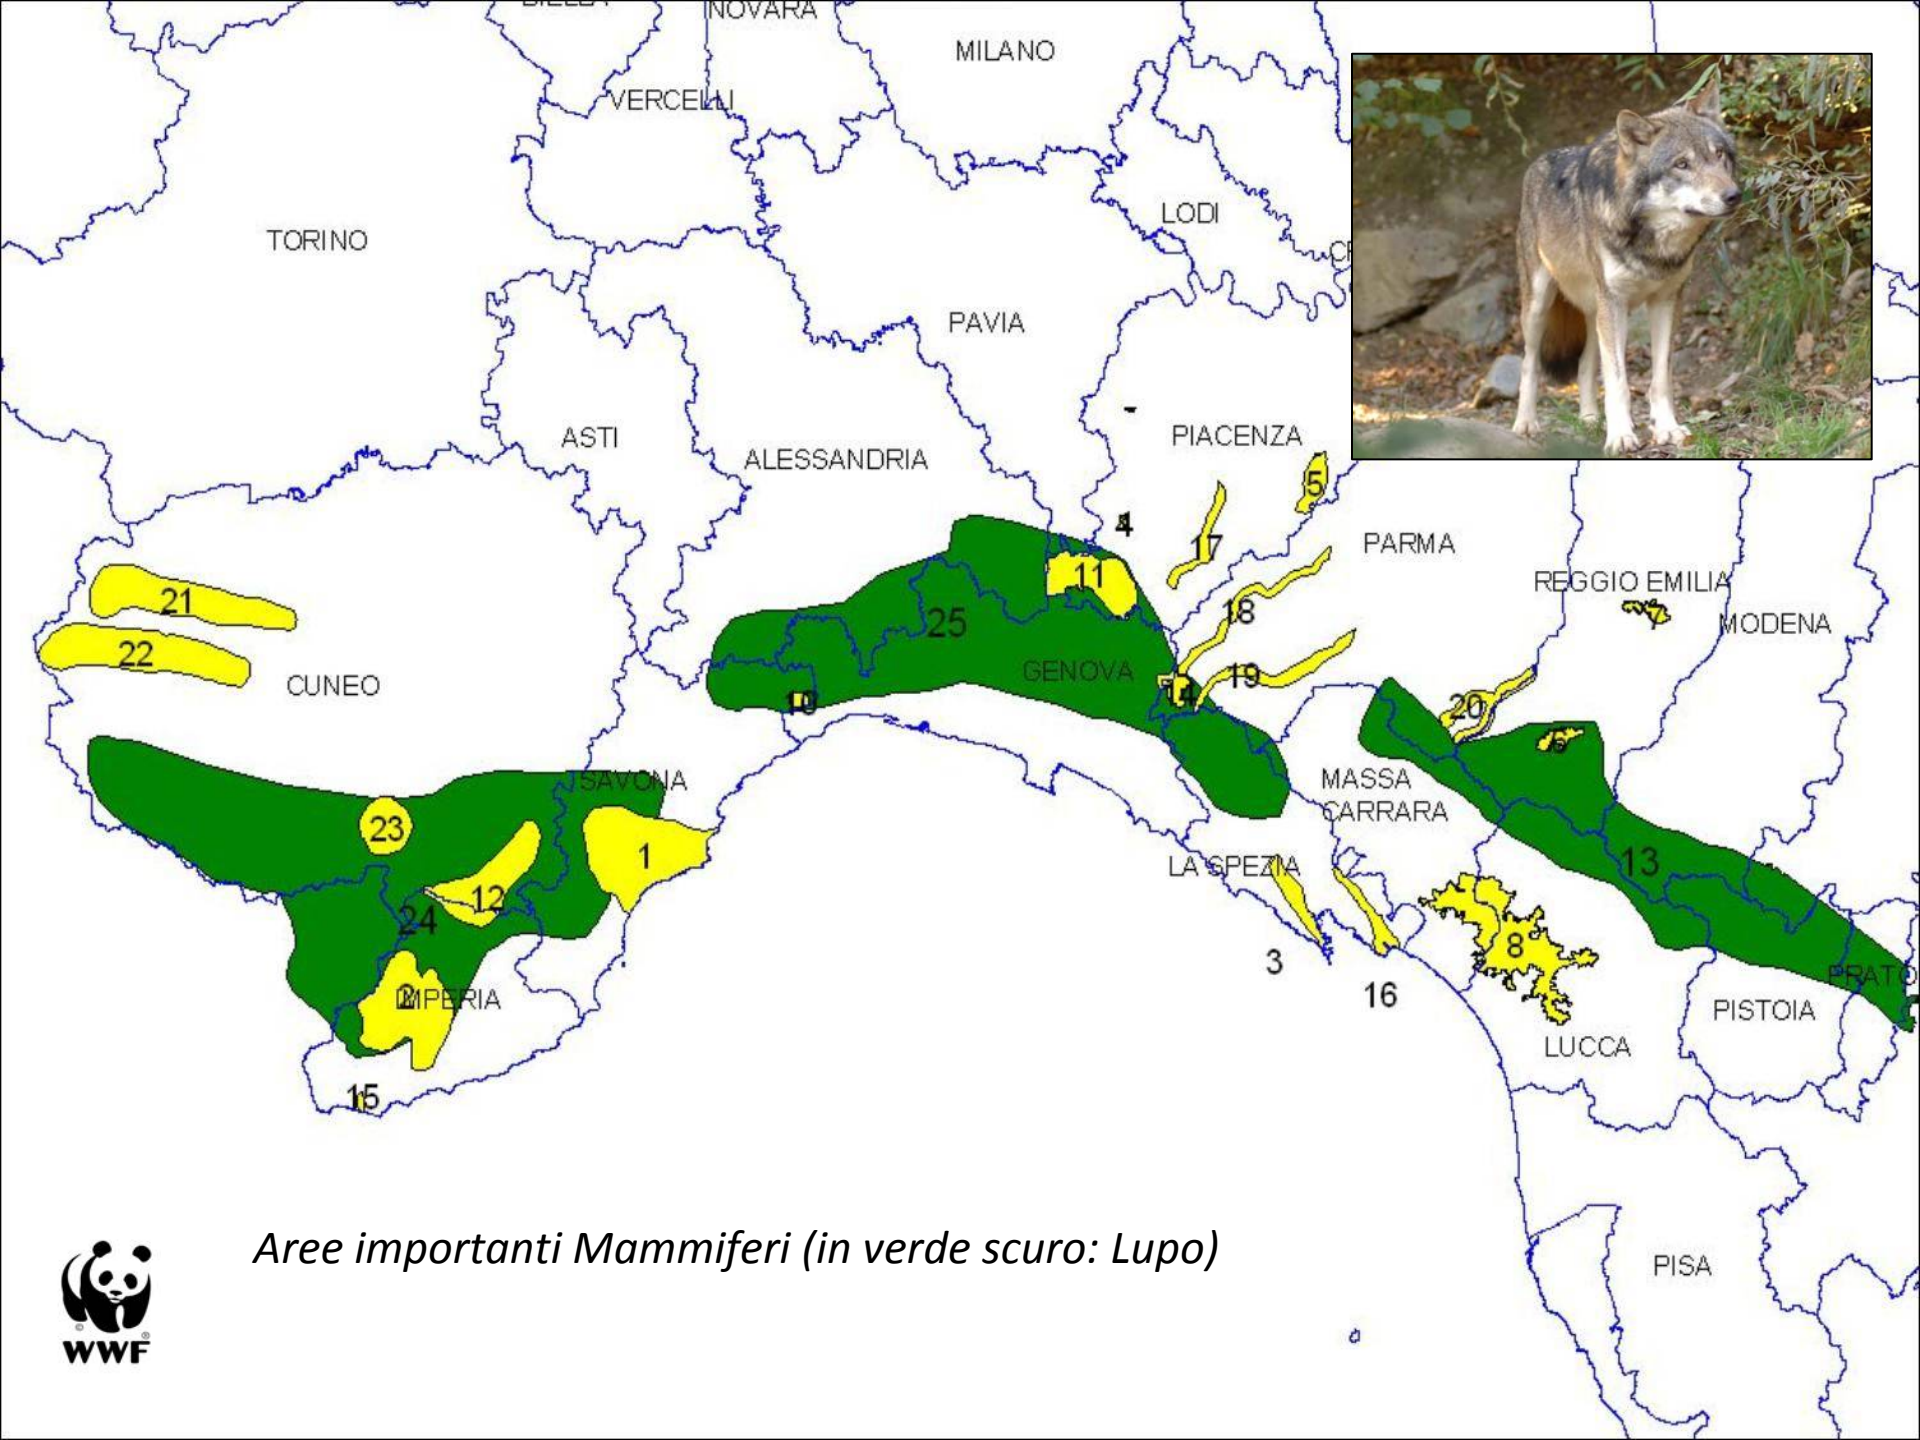 BIELLA
NOVARA
MILANO
VERCELLI
LODI
TORINO
PAVIA
ASTI
PIACENZA
ALESSANDRIA
5
4
17
PARMA
11
REGGIO EMILIA
21
18
7
25
MODENA
22
GENOVA
19
CUNEO
14
10
20
6
SAVONA
MASSA
CARRARA
23
1
13
LA SPEZIA
12
24
8
3
PRATO
16
2
IMPERIA
PISTOIA
LUCCA
15
Aree importanti Mammiferi (in verde scuro: Lupo)
PISA
©
®
WWF